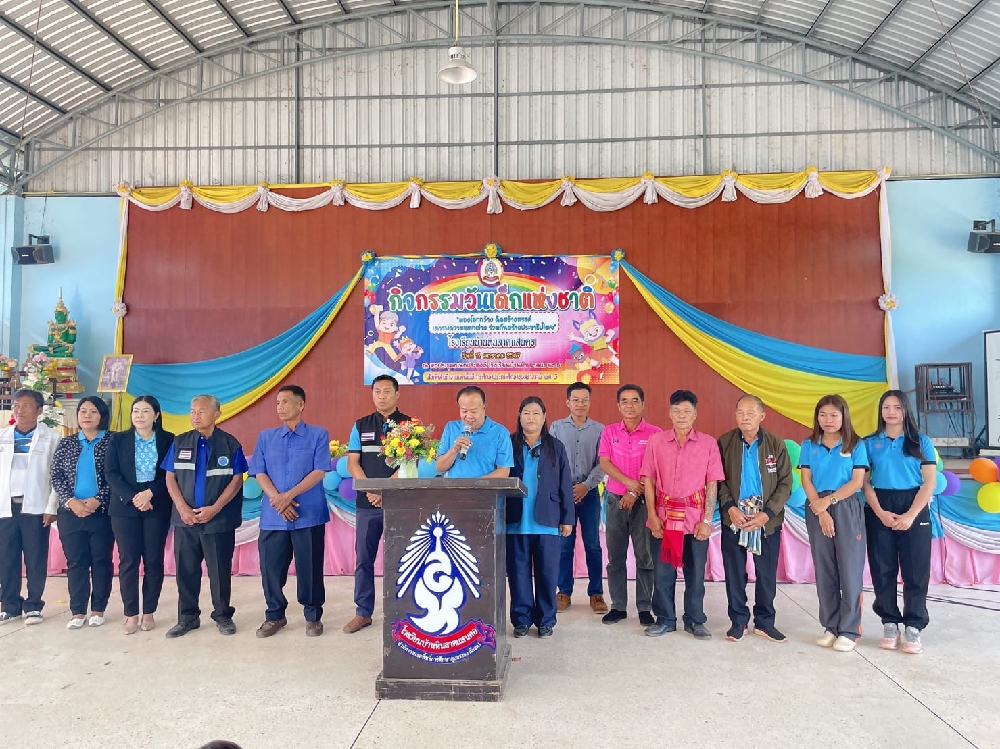 กิจกรรมวันเด็กแห่งชาติ
"มองโลกกว้าง คิดสร้างสรรค์
เคารพความแตกต่าง ร่วมกันสร้างประชาธิปไตย"
โรงเรียนบ้านหินลาดแสนตอ
วันที่ 12 มกราคม 2567
ณ หอประชุมอเนกประสงค์ โรงเรียนบ้านหินลาดแสนตอ
สังกัดสำนักงานเขตพื้นที่การศึกษาประถมศึกษาอุบลราชธานี เขต 3
โรงเรียนบ้านหินลาดแสนตอ